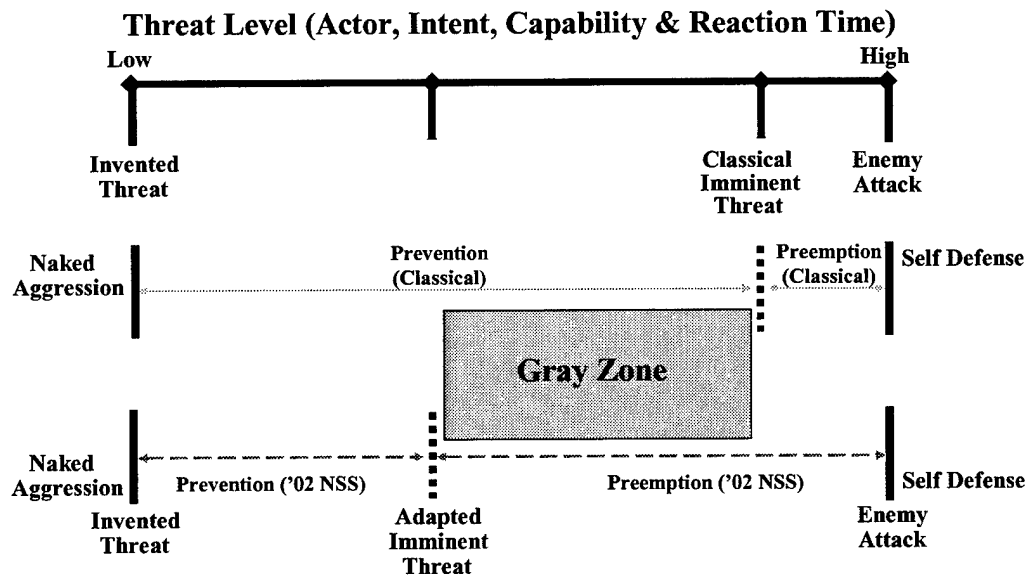 Threat Level (Actor, Intent, Capability & Reaction Time)
Low
High
Invented
Threat
Classical
Imminent
Threat
Enemy
Attack
Naked
Aggression
Prevention
(Classical)
Preemption
(Classical)
Self Defense
Gray Zone
Naked
Aggression
Prevention ('02 NSS)
Preemption ('02 NSS)
Self Defense
Invented
Threat
Adapted
Imminent
Threat
Enemy
Attack